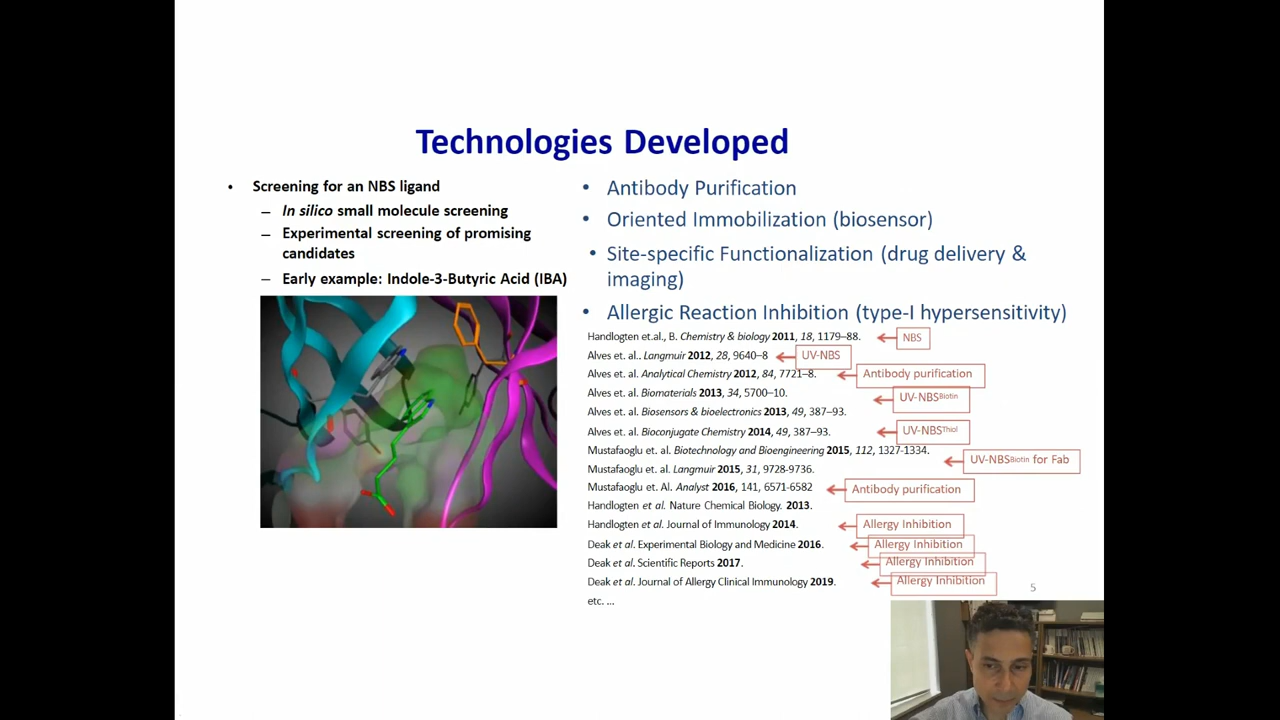 Technologies Developed
• Screening for an NBS ligand
– In silico small molecule screening
– Experimental screening of promising
candidates
– Early example: Indole-3-Butyric Acid (IBA)
• Antibody Purification
• Oriented Immobilization (biosensor)
• Site-specific Functionalization (drug delivery &
imaging)
• Allergic Reaction Inhibition (type-I hypersensitivity)
Handlogten et.al., B. Chemistry & biology 2011, 18, 1179–88. NBS
Alves et. al.. Langmuir 2012, 28, 9640–8 UV-NBS
Alves et. al. Analytical Chemistry 2012, 84, 7721–8. Antibody purification
Alves et. al. Biomaterials 2013, 34, 5700–10.
UV-NBSBiotin
Alves et. al. Biosensors & bioelectronics 2013, 49, 387–93.
Alves et. al. Bioconjugate Chemistry 2014, 49, 387–93. UV-NBSThiol
Mustafaoglu et. al. Biotechnology and Bioengineering 2015, 112, 1327-1334.
UV-NBSBiotin for Fab
Mustafaoglu et. al. Langmuir 2015, 31, 9728-9736.
Mustafaoglu et. Al. Analyst 2016, 141, 6571-6582 Antibody purification
Handlogten et al. Nature Chemical Biology. 2013.
Handlogten et al. Journal of Immunology 2014. Allergy Inhibition
Deak et al. Experimental Biology and Medicine 2016. Allergy Inhibition
Deak et al. Scientific Reports 2017. Allergy Inhibition
Deak et al. Journal of Allergy Clinical Immunology 2019. Allergy Inhibition
5
etc. ...